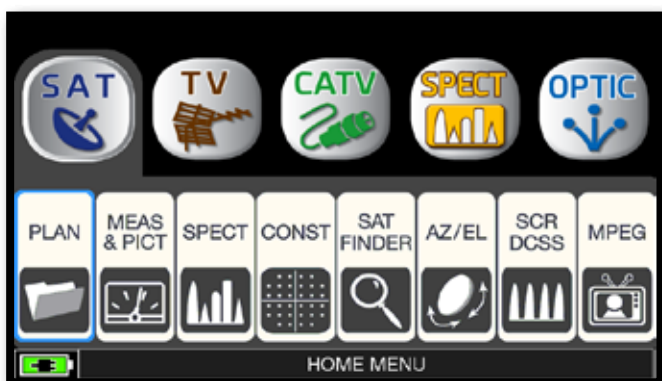 SAT
TV
CATV
SPECT
OPTIC
PLAN
MEAS
& PICT
SPECT
CONST
SAT
FINDER
AZ/EL
SCR
DCSS
MPEG
HOME MENU